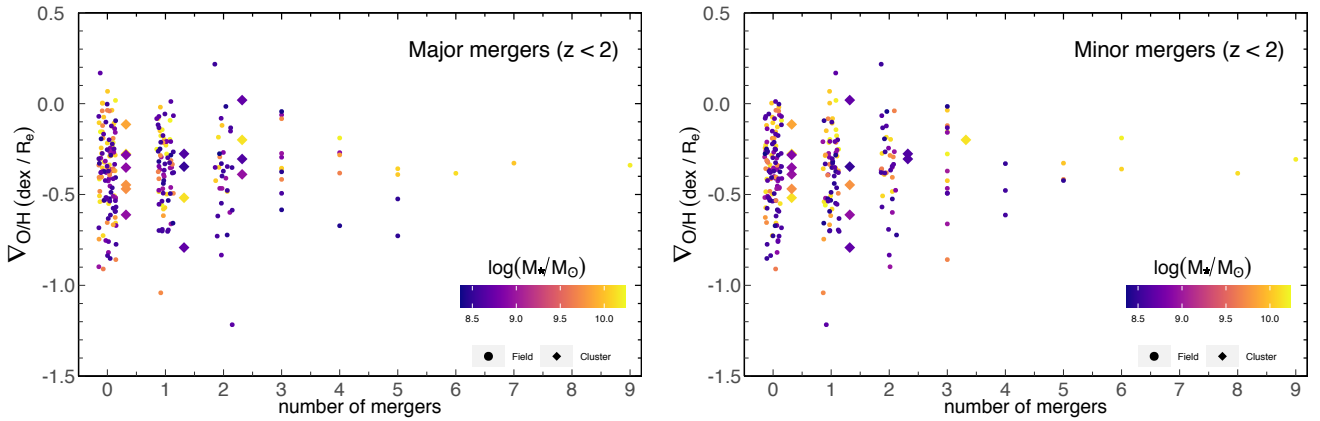 Major mergers (z < 2)
0.5
0.0
-0.5
-1.0
-1.5
∇O/H (dex / Re)
log(M★/M⊙)
8.5 9.0 9.5 10.0
Field Cluster
0 1 2 3 4 5 6 7 8 9
number of mergers
Minor mergers (z < 2)
0.5
0.0
-0.5
-1.0
-1.5
∇O/H (dex / Re)
log(M★/M⊙)
8.5 9.0 9.5 10.0
Field Cluster
0 1 2 3 4 5 6 7 8 9
number of mergers